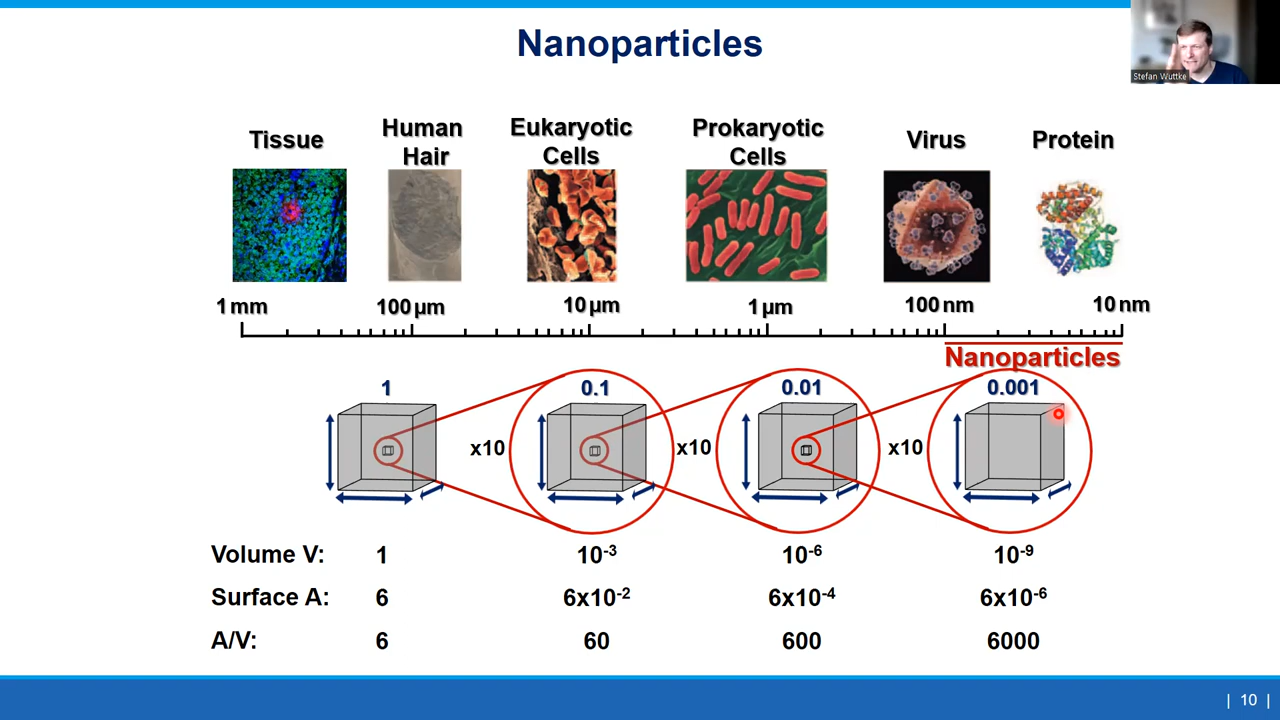 Nanoparticles
Stefan Wuttke
Tissue
Human
Hair
Eukaryotic
Cells
Prokaryotic
Cells
Virus
Protein
1 mm 100 µm 10 µm 1 µm 100 nm 10 nm
Nanoparticles
1 0.1 0.01 0.001
x10 x10 x10
Volume V: 1 10⁻³ 10⁻⁶ 10⁻⁹
Surface A: 6 6x10⁻² 6x10⁻⁴ 6x10⁻⁶
A/V: 6 60 600 6000
| 10 |